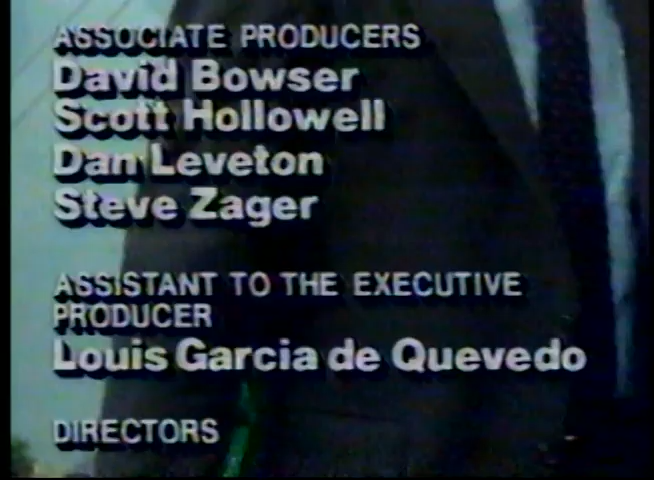 ASSOCIATE PRODUCERS
David Bowser
Scott Hollowell
Dan Leveton
Steve Zager
ASSISTANT TO THE EXECUTIVE
PRODUCER
Louis Garcia de Quevedo
DIRECTORS